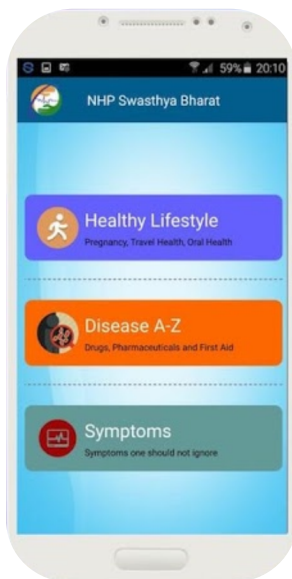 59% 20:10
NHP Swasthya Bharat
Healthy Lifestyle
Pregnancy, Travel Health, Oral Health
Disease A-Z
Drugs, Pharmaceuticals and First Aid
Symptoms
Symptoms one should not ignore